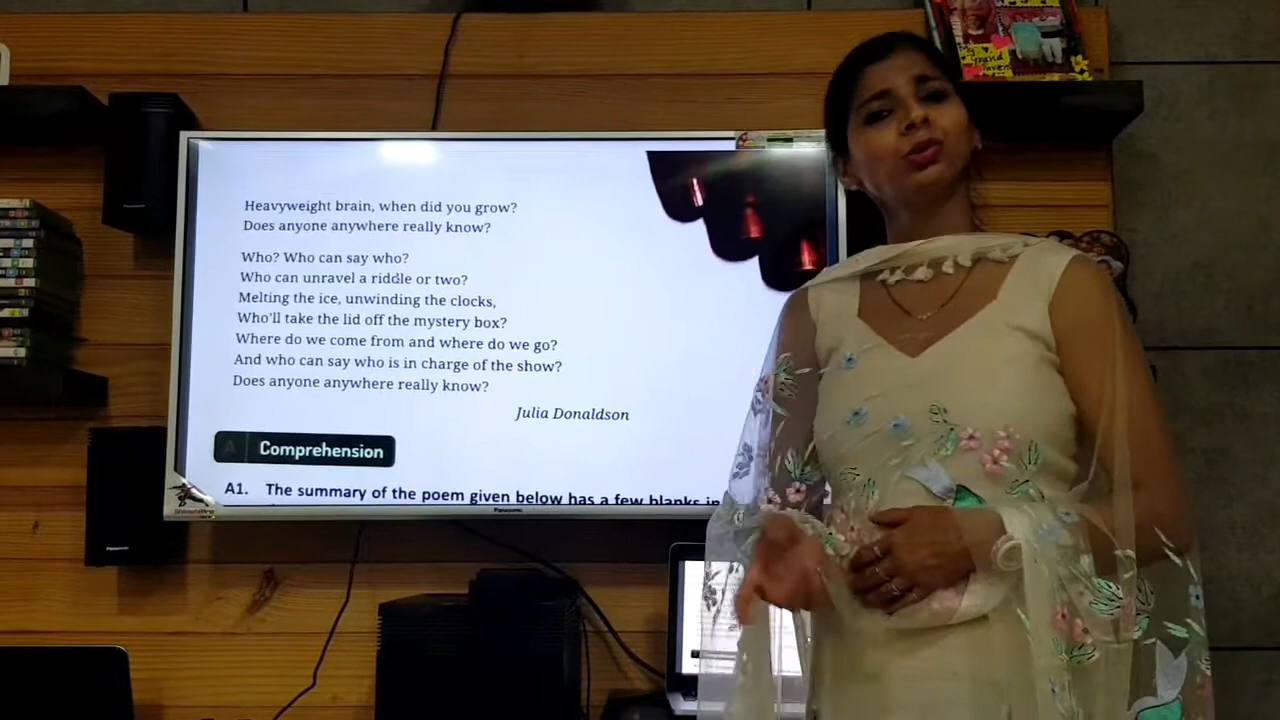 Heavyweight brain, when did you grow?
Does anyone anywhere really know?
Who? Who can say who?
Who can unravel a riddle or two?
Melting the ice, unwinding the clocks,
Who'll take the lid off the mystery box?
Where do we come from and where do we go?
And who can say who is in charge of the show?
Does anyone anywhere really know?
Julia Donaldson
A Comprehension
A1. The summary of the poem given below has a few blanks in
Panasonic